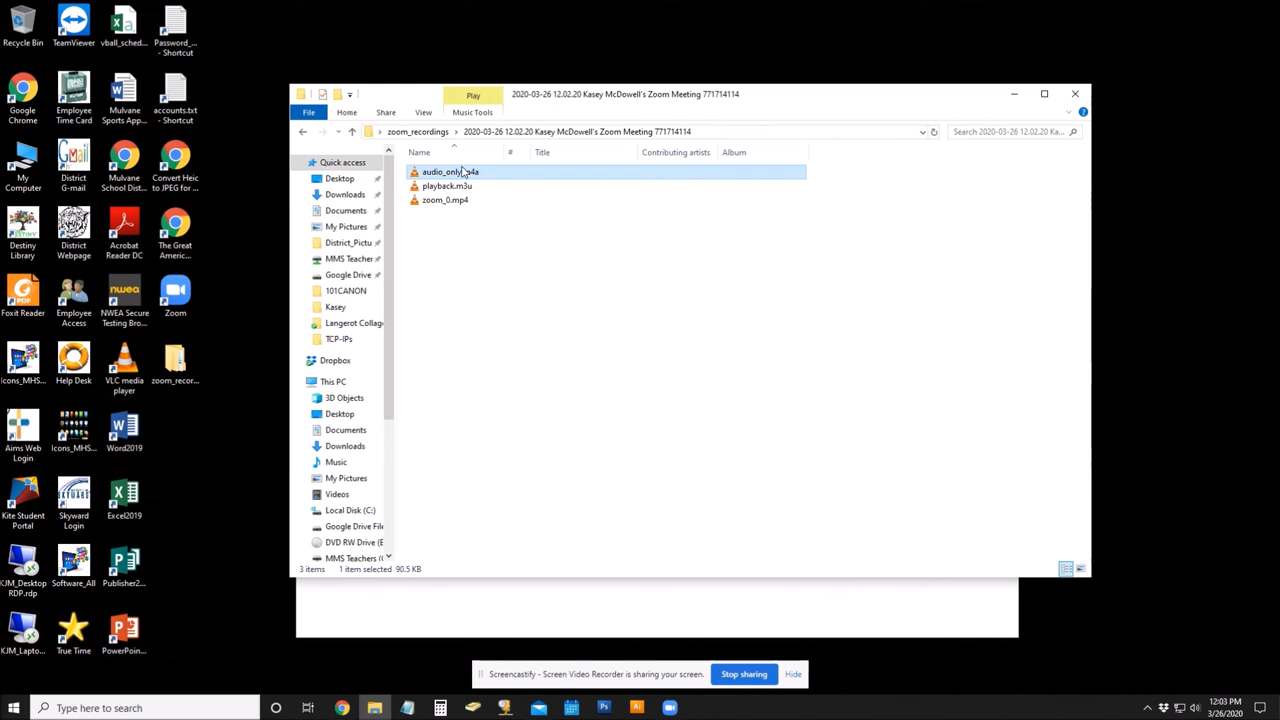 Recycle Bin
TeamViewer
vball_sched...
Password_...
- Shortcut
Google
Chrome
Employee
Time Card
Mulvane
Sports App...
accounts.txt
- Shortcut
My
Computer
District
G-mail
Mulvane
School Dist...
Convert Heic
to JPEG for ...
Destiny
Library
District
Webpage
Acrobat
Reader DC
The Great
Americ...
Foxit Reader
Employee
Access
NWEA Secure
Testing Bro...
Zoom
Icons_MHS...
Help Desk
VLC media
player
zoom_recor...
Aims Web
Login
Icons_MHS...
Word2019
Kite Student
Portal
Skyward
Login
Excel2019
KJM_Desktop
RDP.rdp
Software_All
Publisher2...
KJM_Lapto...
True Time
PowerPoin...
Play
2020-03-26 12.02.20 Kasey McDowell's Zoom Meeting 771714114
File Home Share View Music Tools
zoom_recordings > 2020-03-26 12.02.20 Kasey McDowell's Zoom Meeting 771714114
Search 2020-03-26 12.02.20 Ka...
Name # Title Contributing artists Album
audio_only.m4a
playback.m3u
zoom_0.mp4
Quick access
Desktop
Downloads
Documents
My Pictures
District_Pictu
MMS Teacher
Google Drive
101CANON
Kasey
Langerot Collag
TCP-IPs
Dropbox
This PC
3D Objects
Desktop
Documents
Downloads
Music
My Pictures
Videos
Local Disk (C:)
Google Drive File
DVD RW Drive (E
MMS Teachers (
3 items 1 item selected 90.5 KB
Screencastify - Screen Video Recorder is sharing your screen.
Stop sharing
Hide
Type here to search
nwea
PDF
SKYWARD
Ps
Ai
12:03 PM
3/26/2020